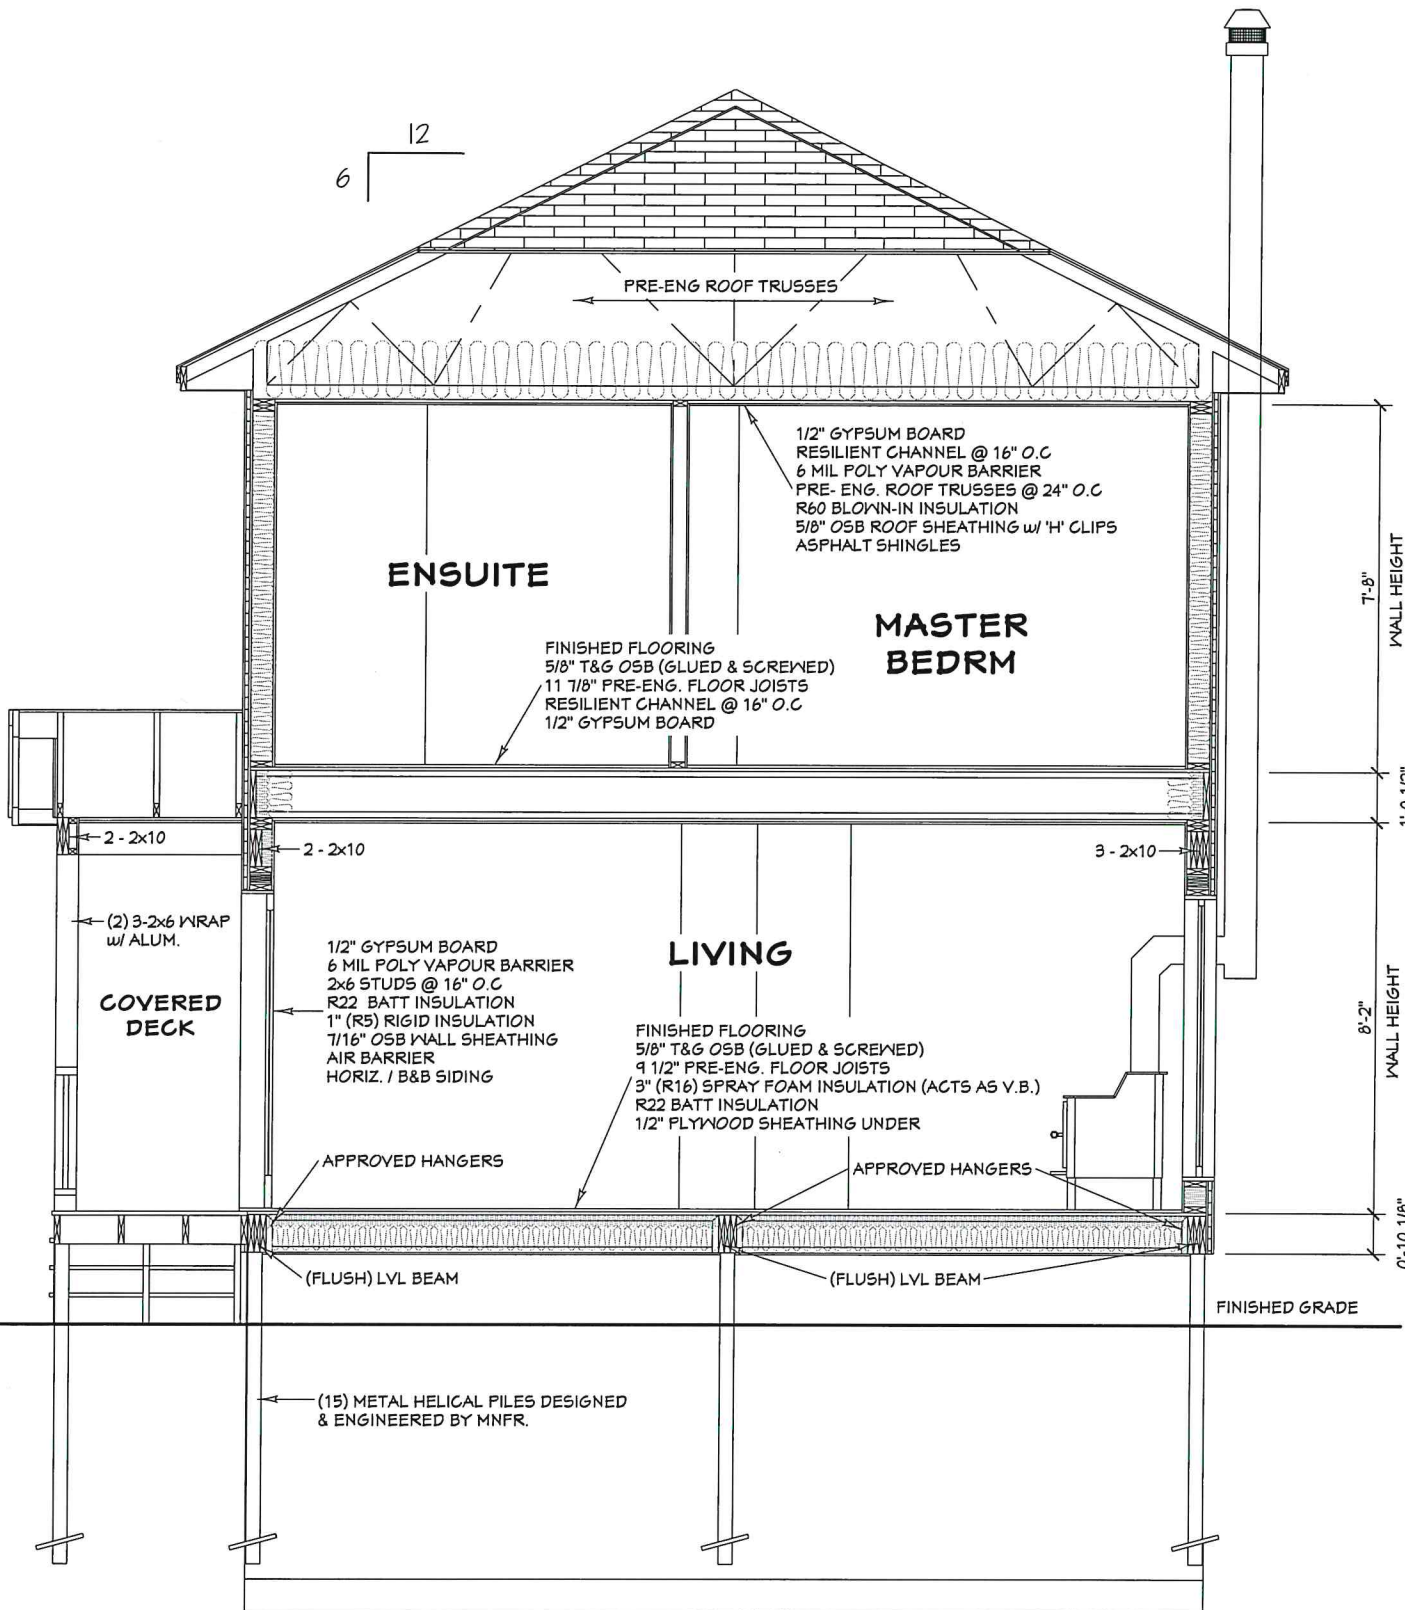 12
6
PRE-ENG ROOF TRUSSES
1/2" GYPSUM BOARD
RESILIENT CHANNEL @ 16" O.C
6 MIL POLY VAPOUR BARRIER
PRE- ENG. ROOF TRUSSES @ 24" O.C
R60 BLOWN-IN INSULATION
5/8" OSB ROOF SHEATHING w/ 'H' CLIPS
ASPHALT SHINGLES
ENSUITE
MASTER
BEDRM
7'-8"
WALL HEIGHT
FINISHED FLOORING
5/8" T&G OSB (GLUED & SCREWED)
11 7/8" PRE-ENG. FLOOR JOISTS
RESILIENT CHANNEL @ 16" O.C
1/2" GYPSUM BOARD
1'-0 1/2"
2 - 2x10
2 - 2x10
3 - 2x10
(2) 3-2x6 WRAP
w/ ALUM.
COVERED
DECK
1/2" GYPSUM BOARD
6 MIL POLY VAPOUR BARRIER
2x6 STUDS @ 16" O.C
R22 BATT INSULATION
1" (R5) RIGID INSULATION
7/16" OSB WALL SHEATHING
AIR BARRIER
HORIZ. / B&B SIDING
LIVING
8'-2"
WALL HEIGHT
FINISHED FLOORING
5/8" T&G OSB (GLUED & SCREWED)
9 1/2" PRE-ENG. FLOOR JOISTS
3" (R16) SPRAY FOAM INSULATION (ACTS AS V.B.)
R22 BATT INSULATION
1/2" PLYWOOD SHEATHING UNDER
APPROVED HANGERS
APPROVED HANGERS
0'-10 1/8"
(FLUSH) LVL BEAM
(FLUSH) LVL BEAM
FINISHED GRADE
(15) METAL HELICAL PILES DESIGNED
& ENGINEERED BY MNFR.